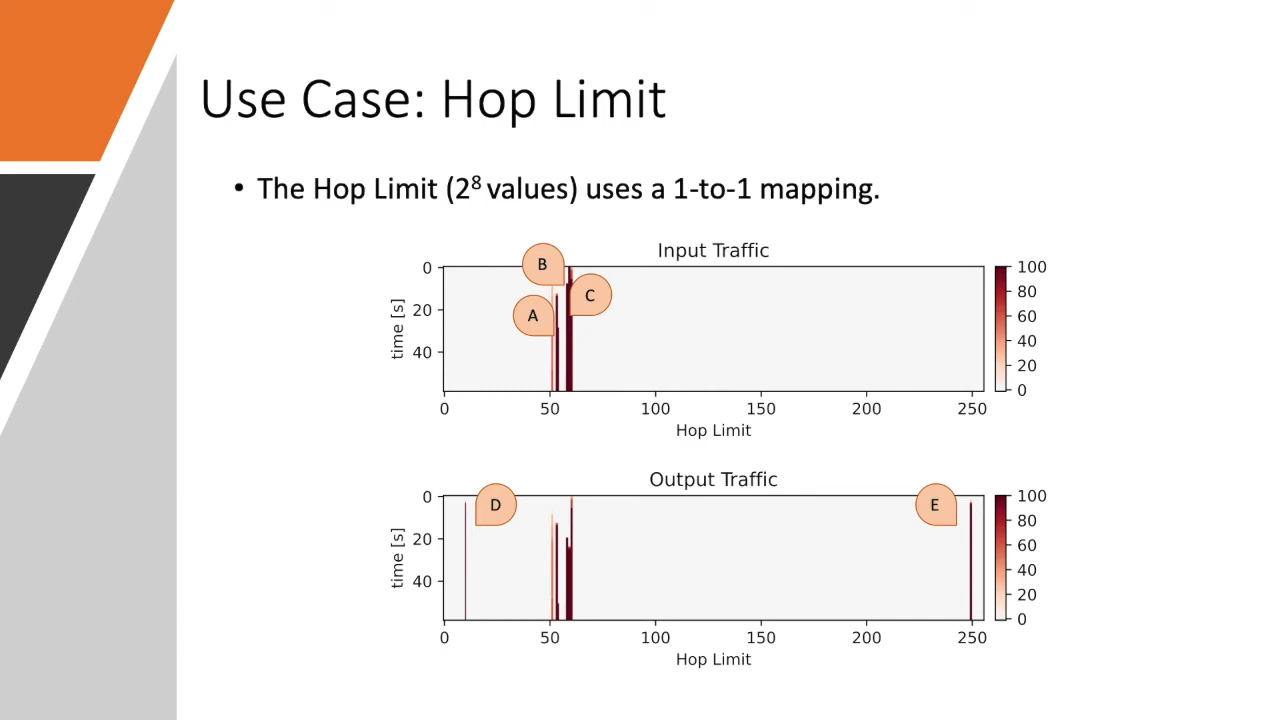 Use Case: Hop Limit
• The Hop Limit (2⁸ values) uses a 1-to-1 mapping.
Input Traffic
B
C
A
0
20
40
time [s]
0 50 100 150 200 250
Hop Limit
100
80
60
40
20
0
Output Traffic
D
E
0
20
40
time [s]
0 50 100 150 200 250
Hop Limit
100
80
60
40
20
0